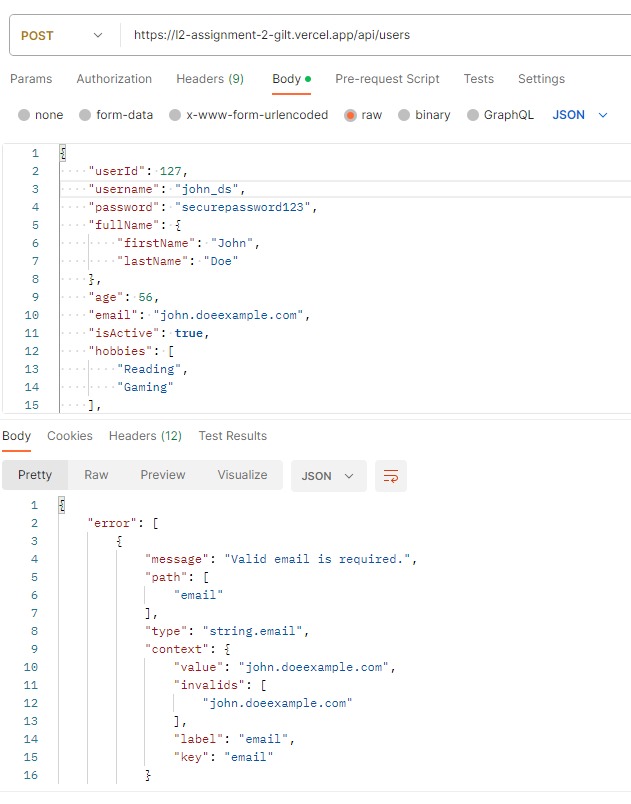 POST https://l2-assignment-2-gilt.vercel.app/api/users
Params Authorization Headers (9) Body Pre-request Script Tests Settings
none form-data x-www-form-urlencoded raw binary GraphQL JSON
1 {
2 "userId": 127,
3 "username": "john_ds",
4 "password": "securepassword123",
5 "fullName": {
6 "firstName": "John",
7 "lastName": "Doe"
8 },
9 "age": 56,
10 "email": "john.doeexample.com",
11 "isActive": true,
12 "hobbies": [
13 "Reading",
14 "Gaming"
15 ],
Body Cookies Headers (12) Test Results
Pretty Raw Preview Visualize JSON
1 {
2 "error": [
3 {
4 "message": "Valid email is required.",
5 "path": [
6 "email"
7 ],
8 "type": "string.email",
9 "context": {
10 "value": "john.doeexample.com",
11 "invalids": [
12 "john.doeexample.com"
13 ],
14 "label": "email",
15 "key": "email"
16 }